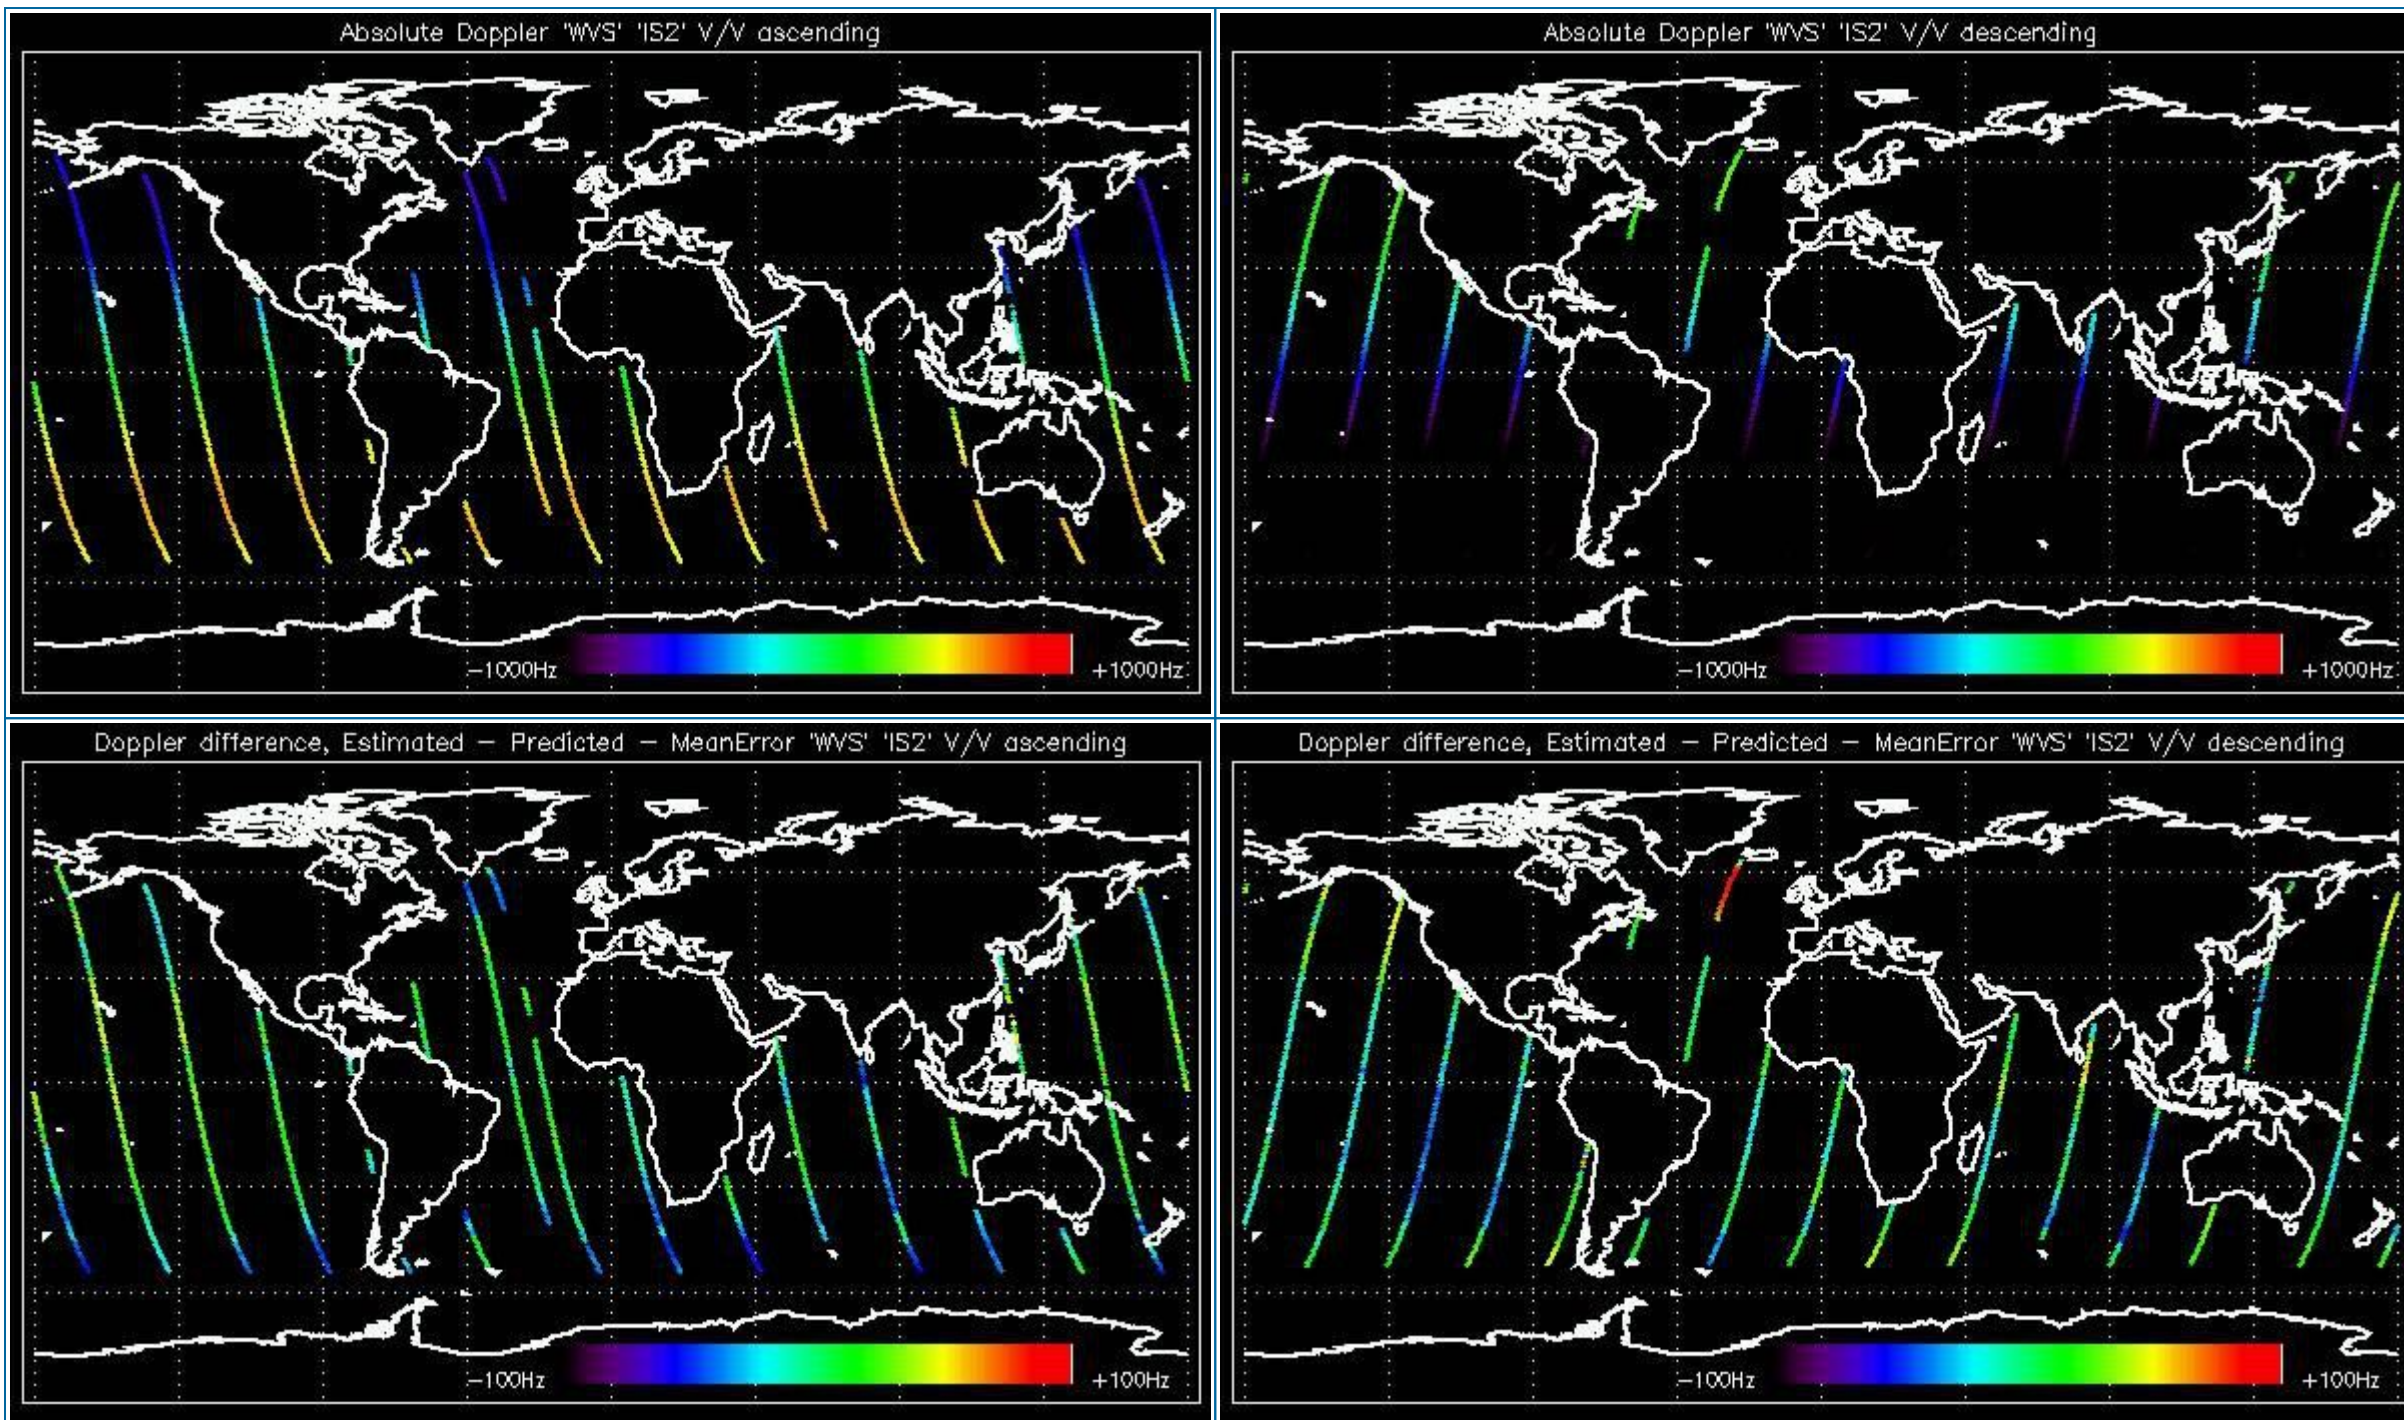 Absolute Doppler 'WVS' 'IS2' V/V ascending
-1000Hz
+1000Hz
Absolute Doppler 'WVS' 'IS2' V/V descending
-1000Hz
+1000Hz
Doppler difference, Estimated - Predicted - MeanError 'WVS' 'IS2' V/V ascending
-100Hz
+100Hz
Doppler difference, Estimated - Predicted - MeanError 'WVS' 'IS2' V/V descending
-100Hz
+100Hz